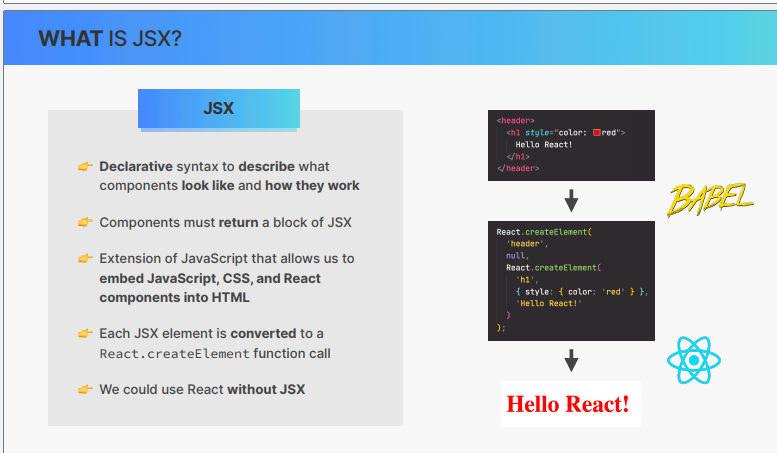 WHAT IS JSX?
JSX
👉 Declarative syntax to describe what
components look like and how they work
👉 Components must return a block of JSX
👉 Extension of JavaScript that allows us to
embed JavaScript, CSS, and React
components into HTML
👉 Each JSX element is converted to a
React.createElement function call
👉 We could use React without JSX
<header>
<h1 style="color: red">
Hello React!
</h1>
</header>
BABEL
React.createElement(
'header',
null,
React.createElement(
'h1',
{ style: { color: 'red' } },
'Hello React!'
)
);
Hello React!